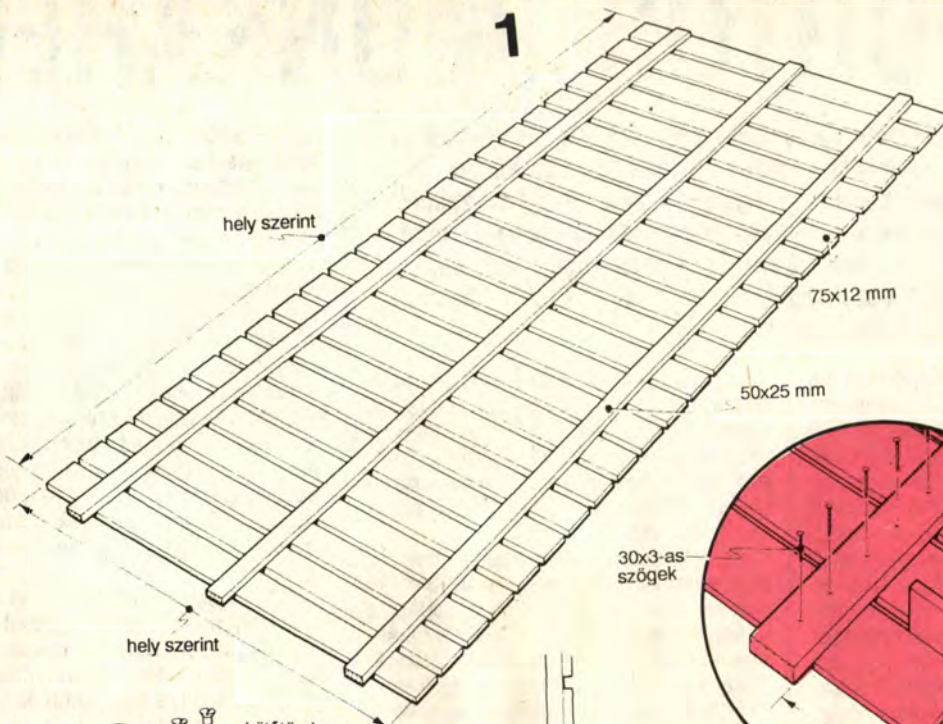 1
hely szerint
75x12 mm
50x25 mm
30x3-as
szögek
hely szerint